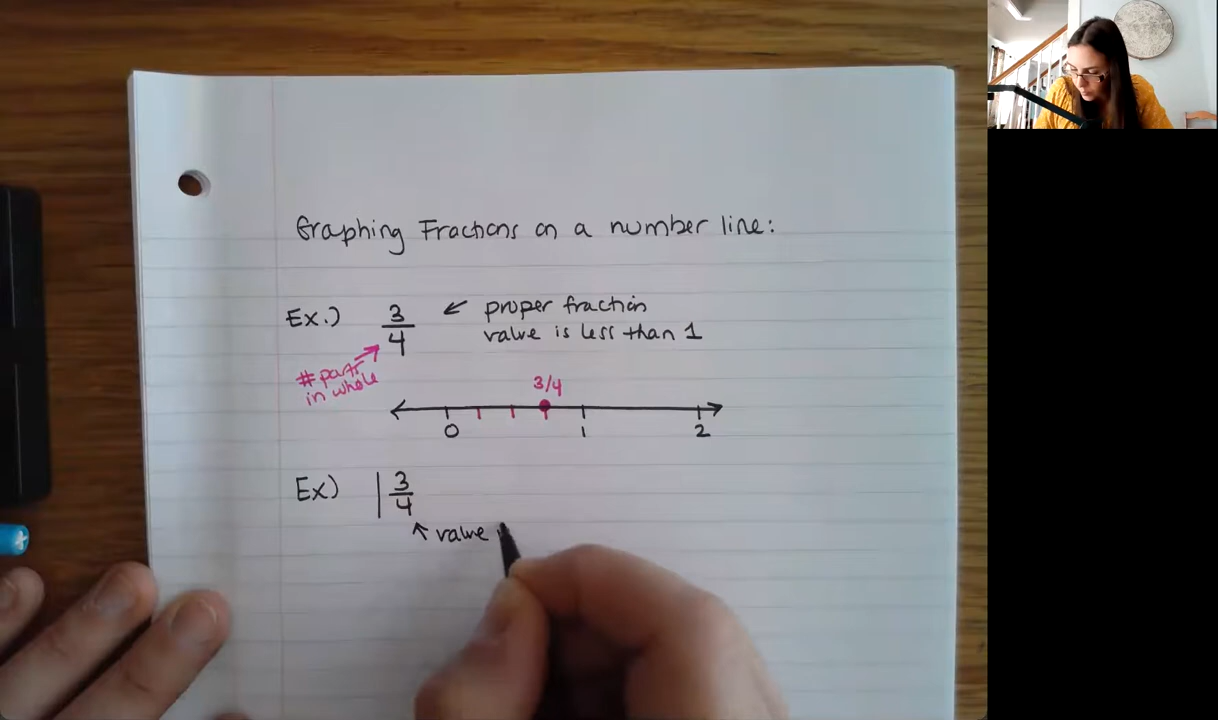 Graphing Fractions on a number line:
Ex.) 3/4 ← proper fraction
value is less than 1
# parts
in whole
3/4
0 1 2
Ex) 1 3/4
↑ value